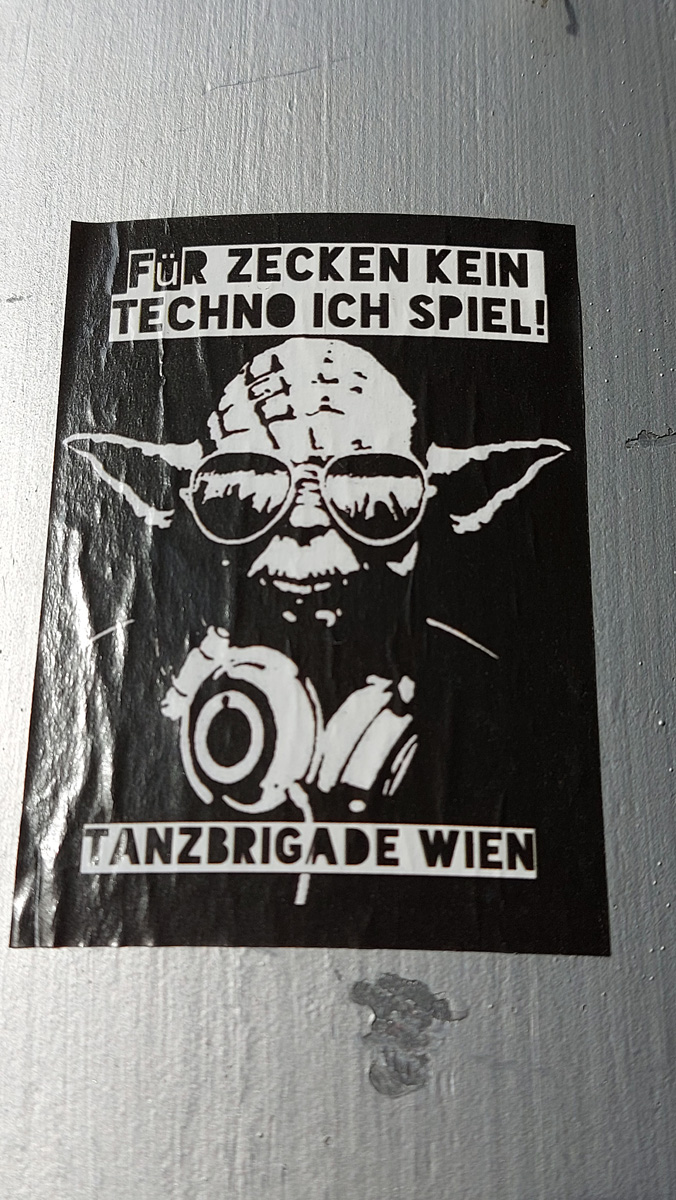 FÜR ZECKEN KEIN
TECHNO ICH SPIEL!
TANZBRIGADE WIEN